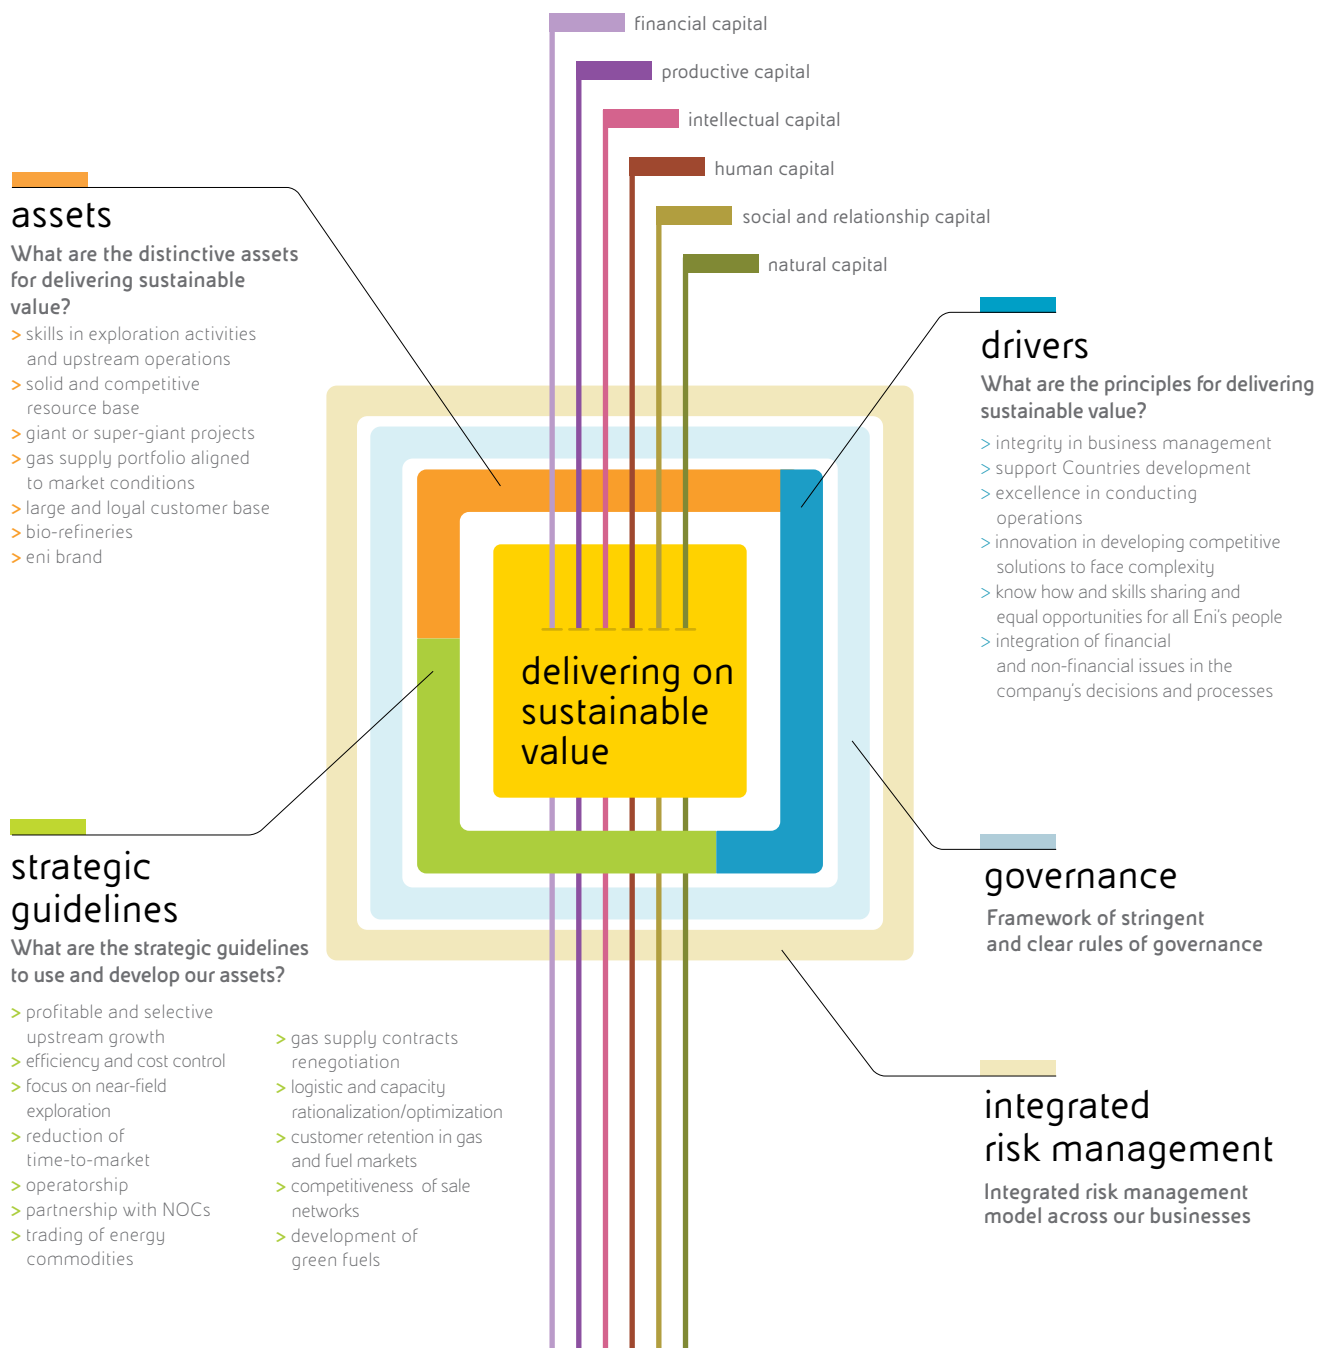 financial capital
productive capital
intellectual capital
human capital
social and relationship capital
natural capital
assets
What are the distinctive assets
for delivering sustainable
value?
> skills in exploration activities
and upstream operations
> solid and competitive
resource base
> giant or super-giant projects
> gas supply portfolio aligned
to market conditions
> large and loyal customer base
> bio-refineries
> eni brand
drivers
What are the principles for delivering
sustainable value?
> integrity in business management
> support Countries development
> excellence in conducting
operations
> innovation in developing competitive
solutions to face complexity
> know how and skills sharing and
equal opportunities for all Eni's people
> integration of financial
and non-financial issues in the
company's decisions and processes
delivering on
sustainable
value
strategic
guidelines
What are the strategic guidelines
to use and develop our assets?
> profitable and selective
upstream growth
> efficiency and cost control
> focus on near-field
exploration
> reduction of
time-to-market
> operatorship
> partnership with NOCs
> trading of energy
commodities
> gas supply contracts
renegotiation
> logistic and capacity
rationalization/optimization
> customer retention in gas
and fuel markets
> competitiveness of sale
networks
> development of
green fuels
governance
Framework of stringent
and clear rules of governance
integrated
risk management
Integrated risk management
model across our businesses